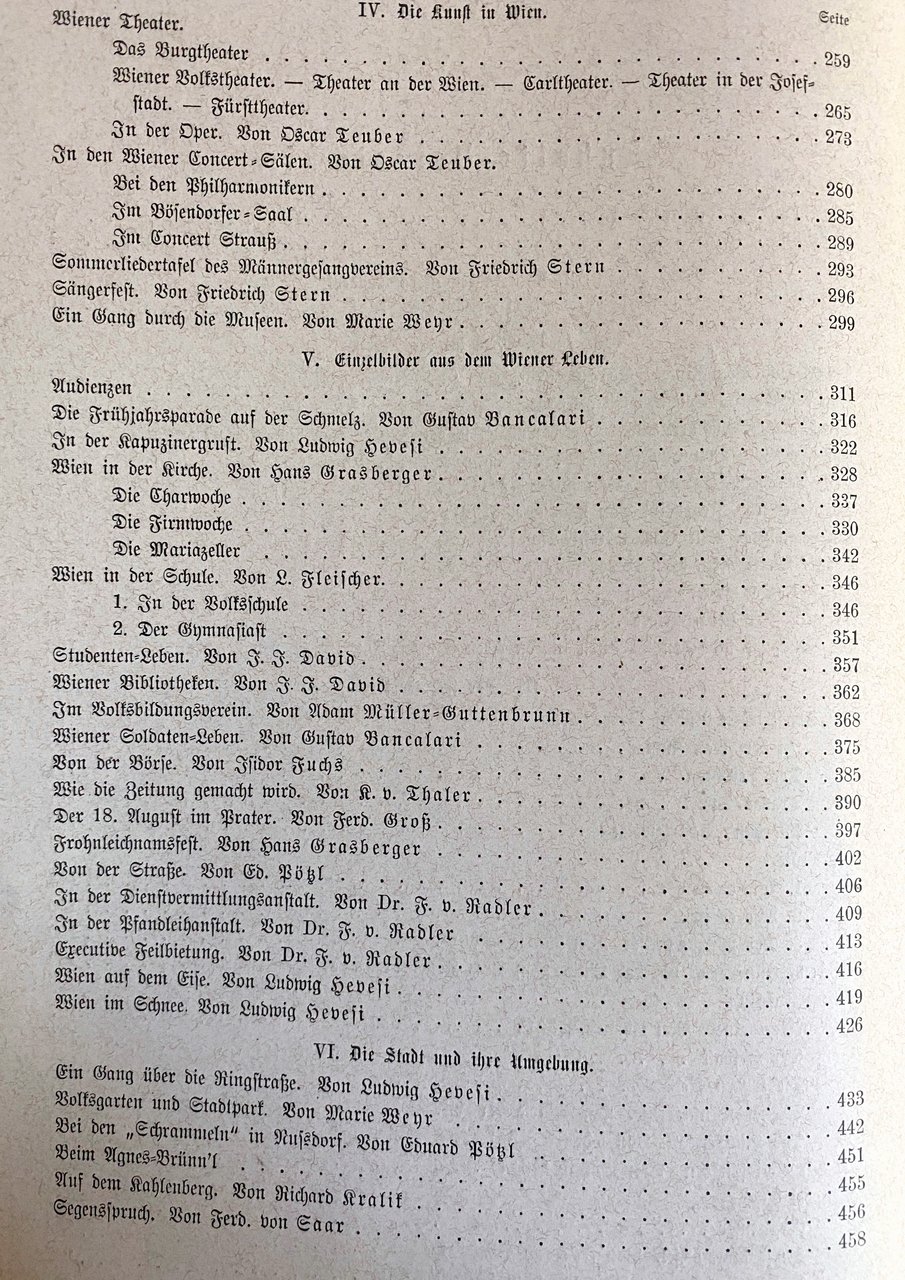 IV. Die Kunst in Wien.
Seite
Wiener Theater.
Das Burgtheater . . . . . . . . . . 259
Wiener Volkstheater. — Theater an der Wien. — Carltheater. — Theater in der Josef-
stadt. — Fürsttheater. . . . . . . . . . . 265
In der Oper. Von Oscar Teuber . . . . . . . . . . 273
In den Wiener Concert-Sälen. Von Oscar Teuber.
Bei den Philharmonikern . . . . . . . . . . 280
Im Bösendorfer-Saal . . . . . . . . . . 285
Im Concert Strauß . . . . . . . . . . 289
Sommerliedertafel des Männergesangvereins. Von Friedrich Stern . . . . . . . . . . 293
Sängerfest. Von Friedrich Stern . . . . . . . . . . 296
Ein Gang durch die Museen. Von Marie Weyr . . . . . . . . . . 299
V. Einzelbilder aus dem Wiener Leben.
Audienzen . . . . . . . . . . 311
Die Frühjahrsparade auf der Schmelz. Von Gustav Bancalari . . . . . . . . . . 316
In der Kapuzinergruft. Von Ludwig Hevesi . . . . . . . . . . 322
Wien in der Kirche. Von Hans Grasberger . . . . . . . . . . 328
Die Charwoche . . . . . . . . . . 337
Die Firmwoche . . . . . . . . . . 330
Die Mariazeller . . . . . . . . . . 342
Wien in der Schule. Von L. Fleischer. . . . . . . . . . . 346
1. In der Volksschule . . . . . . . . . . 346
2. Der Gymnasiast . . . . . . . . . . 351
Studenten-Leben. Von J. J. David . . . . . . . . . . 357
Wiener Bibliotheken. Von J. J. David . . . . . . . . . . 362
Im Volksbildungsverein. Von Adam Müller-Guttenbrunn . . . . . . . . . . 368
Wiener Soldaten-Leben. Von Gustav Bancalari . . . . . . . . . . 375
Von der Börse. Von Isidor Fuchs . . . . . . . . . . 385
Wie die Zeitung gemacht wird. Von K. v. Thaler . . . . . . . . . . 390
Der 18. August im Prater. Von Ferd. Groß . . . . . . . . . . 397
Frohnleichnamsfest. Von Hans Grasberger . . . . . . . . . . 402
Von der Straße. Von Ed. Pötzl . . . . . . . . . . 406
In der Dienstvermittlungsanstalt. Von Dr. F. v. Radler . . . . . . . . . . 409
In der Pfandleihanstalt. Von Dr. F. v. Radler . . . . . . . . . . 413
Executive Feilbietung. Von Dr. F. v. Radler . . . . . . . . . . 416
Wien auf dem Eise. Von Ludwig Hevesi . . . . . . . . . . 419
Wien im Schnee. Von Ludwig Hevesi . . . . . . . . . . 426
VI. Die Stadt und ihre Umgebung.
Ein Gang über die Ringstraße. Von Ludwig Hevesi . . . . . . . . . . 433
Volksgarten und Stadtpark. Von Marie Weyr . . . . . . . . . . 442
Bei den „Schrammeln“ in Nussdorf. Von Eduard Pötzl . . . . . . . . . . 451
Beim Agnes-Brünn'l . . . . . . . . . . 455
Auf dem Kahlenberg. Von Richard Kralik . . . . . . . . . . 456
Segensspruch. Von Ferd. von Saar . . . . . . . . . . 458